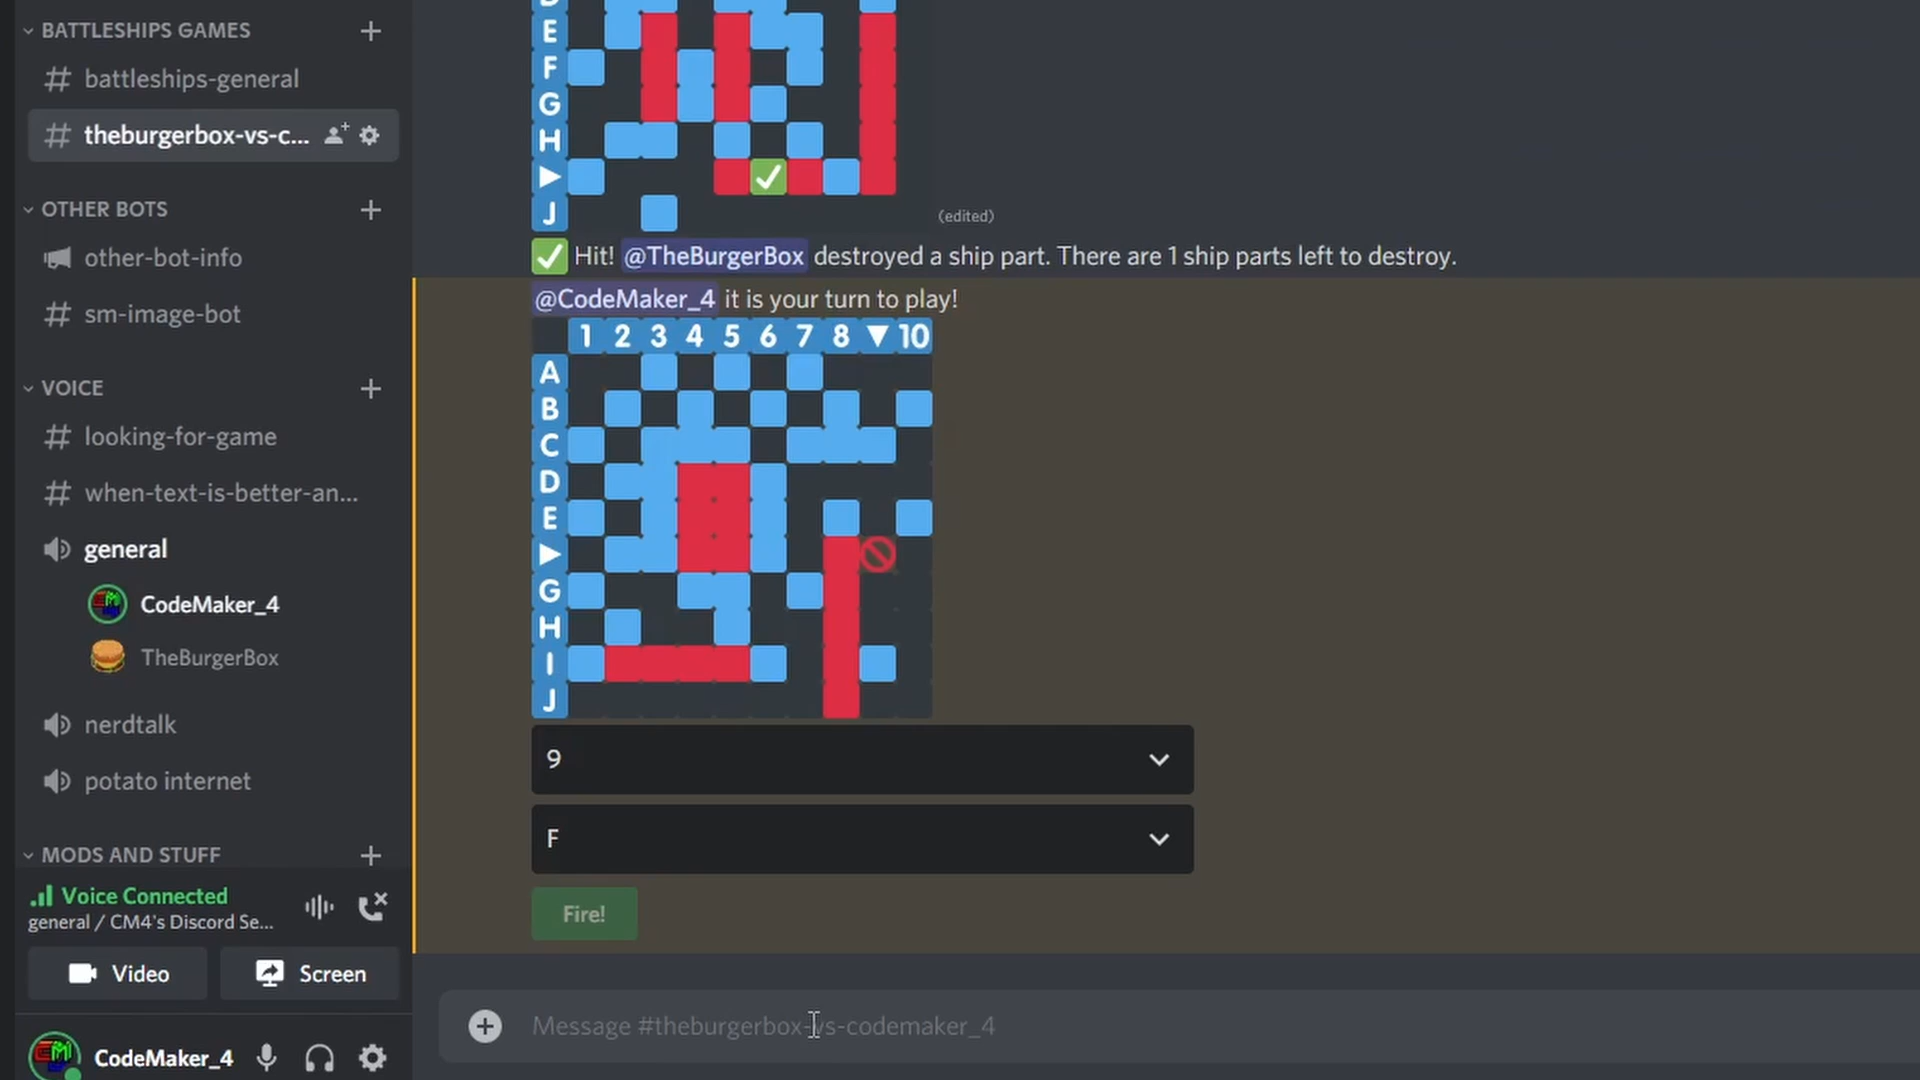 BATTLESHIPS GAMES
battleships-general
theburgerbox-vs-c...
OTHER BOTS
other-bot-info
sm-image-bot
VOICE
looking-for-game
when-text-is-better-an...
general
CodeMaker_4
TheBurgerBox
nerdtalk
potato internet
MODS AND STUFF
Voice Connected
general / CM4's Discord Se...
Video Screen
CodeMaker_4
E
F
G
H
J
(edited)
Hit! @TheBurgerBox destroyed a ship part. There are 1 ship parts left to destroy.
@CodeMaker_4 it is your turn to play!
1 2 3 4 5 6 7 8 10
A
B
C
D
E
G
H
I
J
9
F
Fire!
Message #theburgerbox-vs-codemaker_4